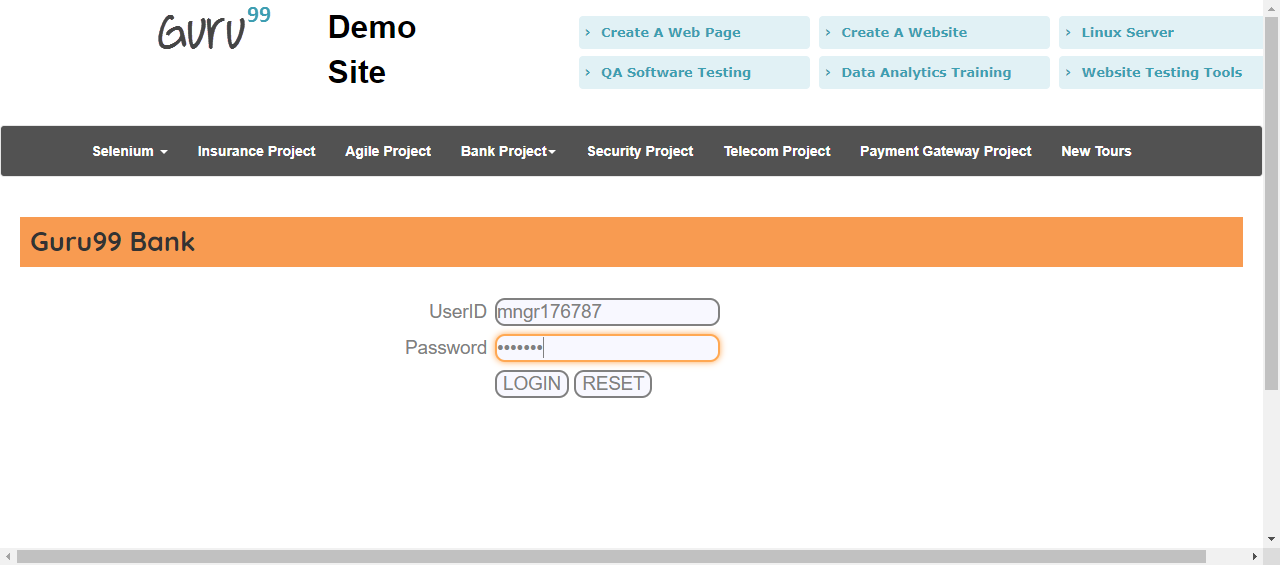 Guru99
Demo
Site
› Create A Web Page
› Create A Website
› Linux Server
› QA Software Testing
› Data Analytics Training
› Website Testing Tools
Selenium Insurance Project Agile Project Bank Project Security Project Telecom Project Payment Gateway Project New Tours
Guru99 Bank
UserID mngr176787
Password •••••••
LOGIN RESET